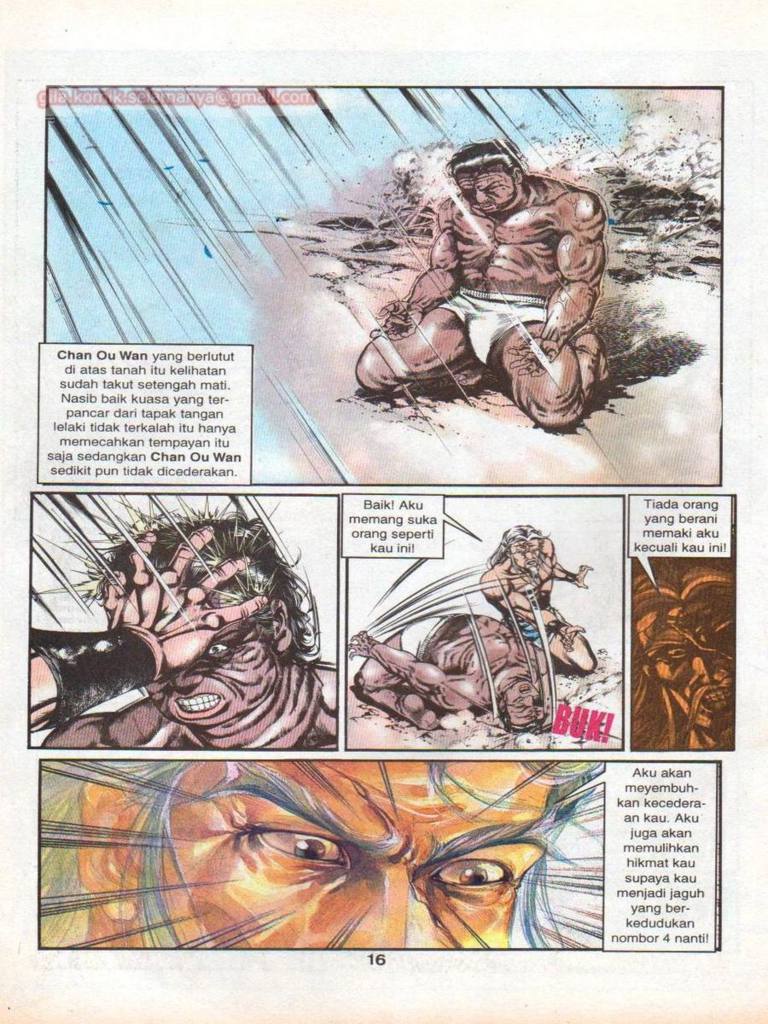 gila.komik.selamanya@gmail.com
Chan Ou Wan yang berlutut
di atas tanah itu kelihatan
sudah takut setengah mati.
Nasib baik kuasa yang ter-
pancar dari tapak tangan
lelaki tidak terkalah itu hanya
memecahkan tempayan itu
saja sedangkan Chan Ou Wan
sedikit pun tidak dicederakan.
Baik! Aku
memang suka
orang seperti
kau ini!
Tiada orang
yang berani
memaki aku
kecuali kau ini!
BUK!
Aku akan
meyembuh-
kan kecedera-
an kau. Aku
juga akan
memulihkan
hikmat kau
supaya kau
menjadi jaguh
yang ber-
kedudukan
nombor 4 nanti!
16